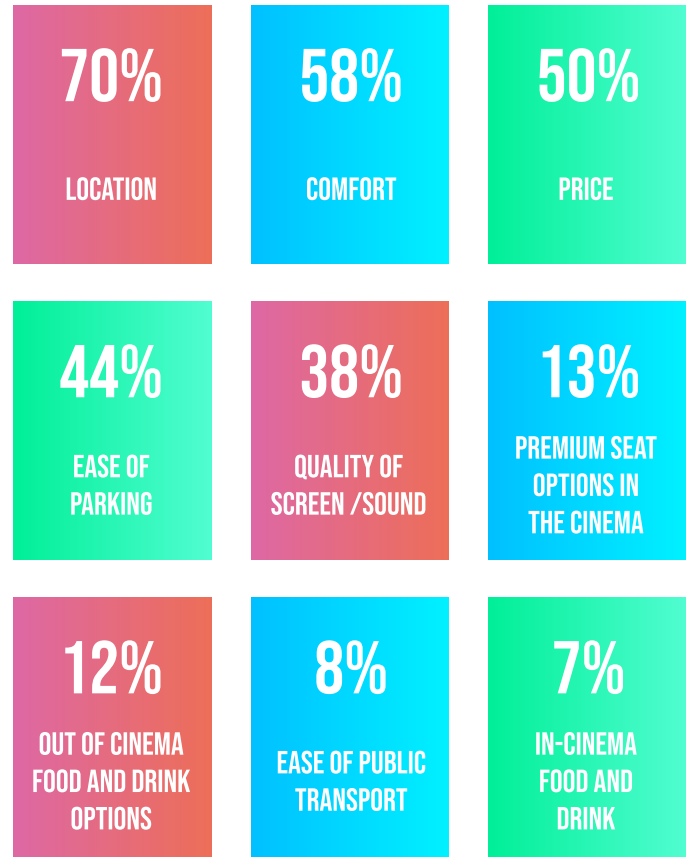 70%
LOCATION
58%
COMFORT
50%
PRICE
44%
EASE OF
PARKING
38%
QUALITY OF
SCREEN /SOUND
13%
PREMIUM SEAT
OPTIONS IN
THE CINEMA
12%
OUT OF CINEMA
FOOD AND DRINK
OPTIONS
8%
EASE OF PUBLIC
TRANSPORT
7%
IN-CINEMA
FOOD AND
DRINK